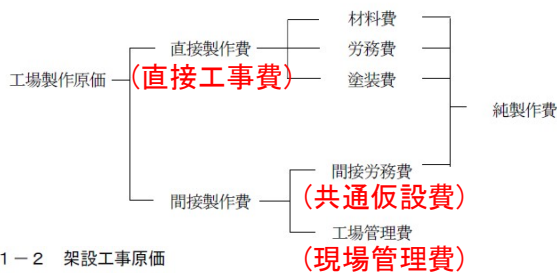 材料費
直接製作費 労務費
工場製作原価 (直接工事費) 塗装費
純製作費
間接労務費
間接製作費 (共通仮設費)
工場管理費
1－2 架設工事原価 (現場管理費)